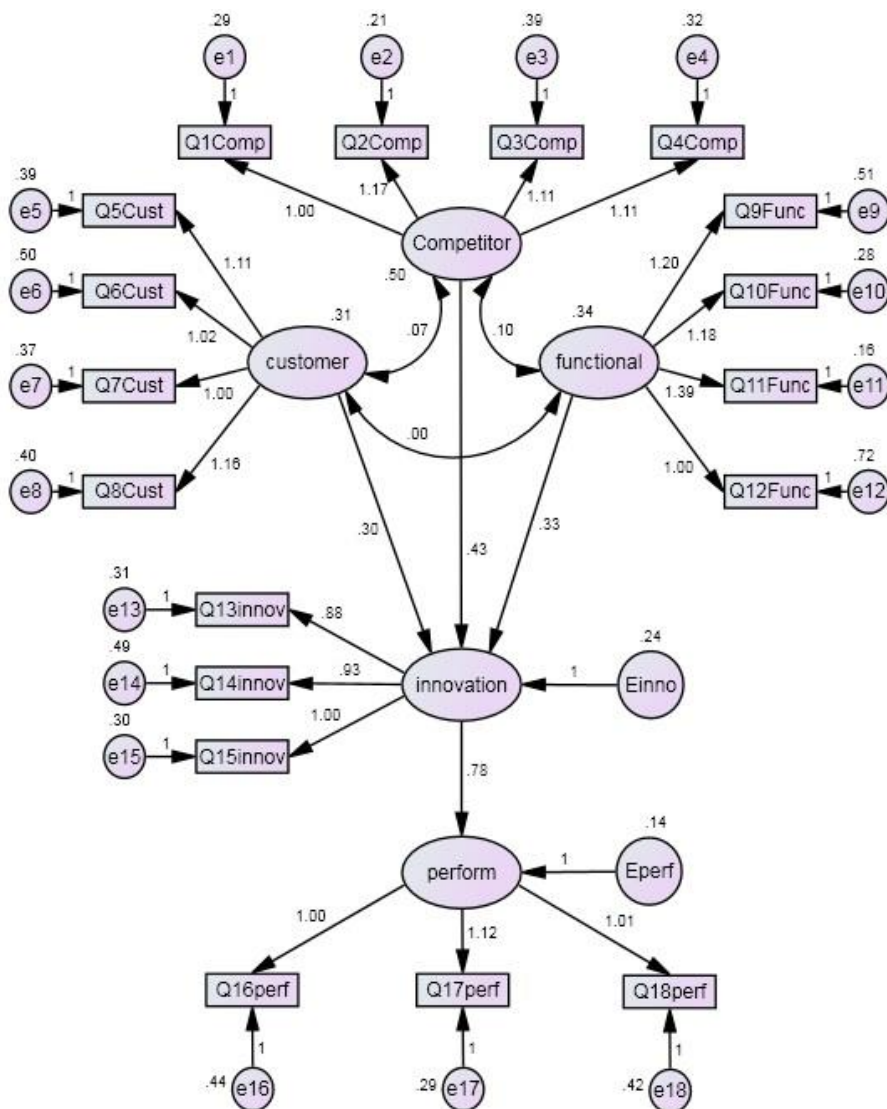 .29 .21 .39 .32
e1 e2 e3 e4
1 1 1 1
Q1Comp Q2Comp Q3Comp Q4Comp
1.00 1.17 1.11 1.11
Competitor
.50
.39
e5 1 Q5Cust
.50
e6 1 Q6Cust
.37
e7 1 Q7Cust
.40
e8 1 Q8Cust
1.11
1.02
1.00
1.16
.31
customer
.07
.10
.00
.34
functional
1.20
1.18
1.39
1.00
.51
Q9Func 1 e9
.28
Q10Func 1 e10
.16
Q11Func 1 e11
.72
Q12Func 1 e12
.30 .43 .33
.31
e13 1 Q13innov .88
.49
e14 1 Q14innov .93
.30
e15 1 Q15innov 1.00
innovation
.24
1 Einno
.78
perform
.14
1 Eperf
1.00 1.12 1.01
Q16perf Q17perf Q18perf
1 1 1
.44 e16 .29 e17 .42 e18